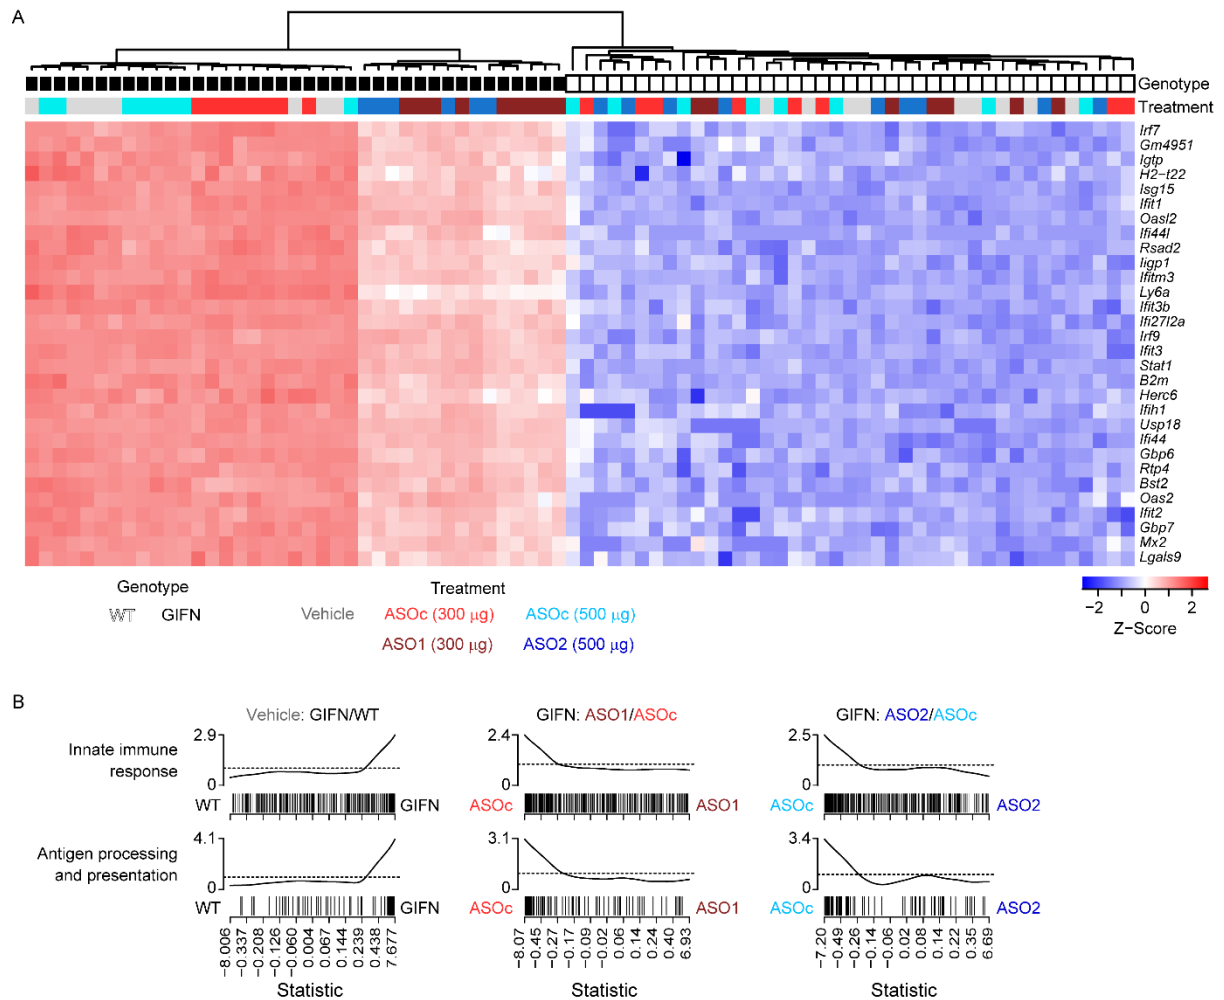 A
Genotype
Treatment
Irf7
Gm4951
Igtp
H2−t22
Isg15
Ifit1
Oasl2
Ifi44l
Rsad2
Iigp1
Ifitm3
Ly6a
Ifit3b
Ifi27l2a
Irf9
Ifit3
Stat1
B2m
Herc6
Ifih1
Usp18
Ifi44
Gbp6
Rtp4
Bst2
Oas2
Ifit2
Gbp7
Mx2
Lgals9
Genotype
WT GIFN
Treatment
Vehicle ASOc (300 µg) ASOc (500 µg)
ASO1 (300 µg) ASO2 (500 µg)
−2 0 2
Z−Score
B
Vehicle: GIFN/WT
GIFN: ASO1/ASOc
GIFN: ASO2/ASOc
Innate immune
response
2.9
0
WT GIFN
2.4
0
ASOc ASO1
2.5
0
ASOc ASO2
Antigen processing
and presentation
4.1
0
WT GIFN
3.1
0
ASOc ASO1
3.4
0
ASOc ASO2
−8.006 −0.337 −0.208 −0.126 −0.060 0.004 0.067 0.144 0.239 0.438 7.677
Statistic
−8.07 −0.45 −0.27 −0.17 −0.09 −0.02 0.06 0.14 0.24 0.40 6.93
Statistic
−7.20 −0.49 −0.26 −0.14 −0.06 0.02 0.08 0.14 0.22 0.35 6.69
Statistic